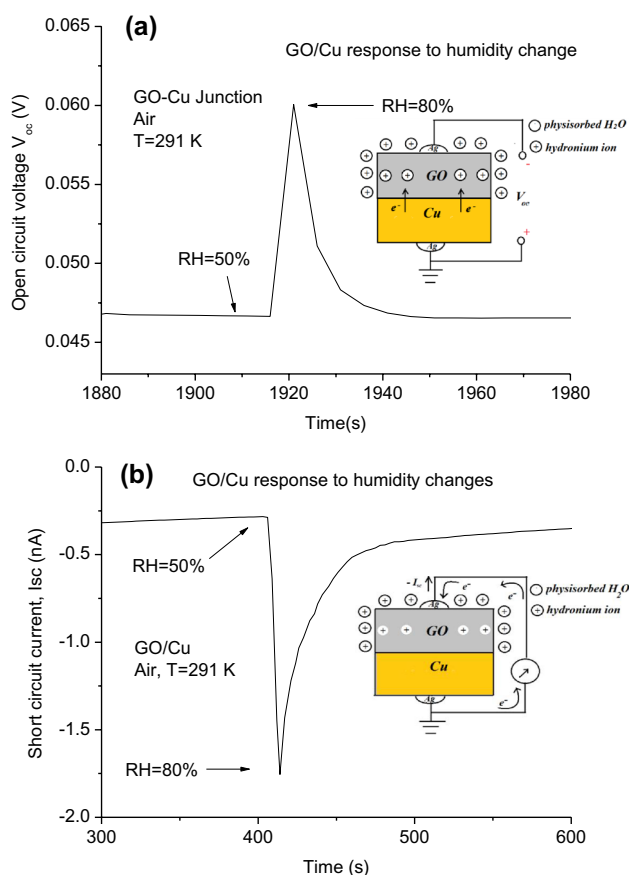 (a)
GO/Cu response to humidity change
GO-Cu Junction
Air
T=291 K
RH=80%
RH=50%
physisorbed H₂O
hydronium ion
Ag
GO
e⁻ e⁻
Cu
Ag
-
V_oc
+
0.065
0.060
0.055
0.050
0.045
Open circuit voltage V_oc (V)
1880 1900 1920 1940 1960 1980
Time(s)
(b)
GO/Cu response to humidity changes
RH=50%
GO/Cu
Air, T=291 K
RH=80%
- I_sc
e⁻
e⁻
physisorbed H₂O
hydronium ion
Ag
GO
Cu
Ag
e⁻
0.0
-0.5
-1.0
-1.5
-2.0
Short circuit current, Isc (nA)
300 400 500 600
Time (s)